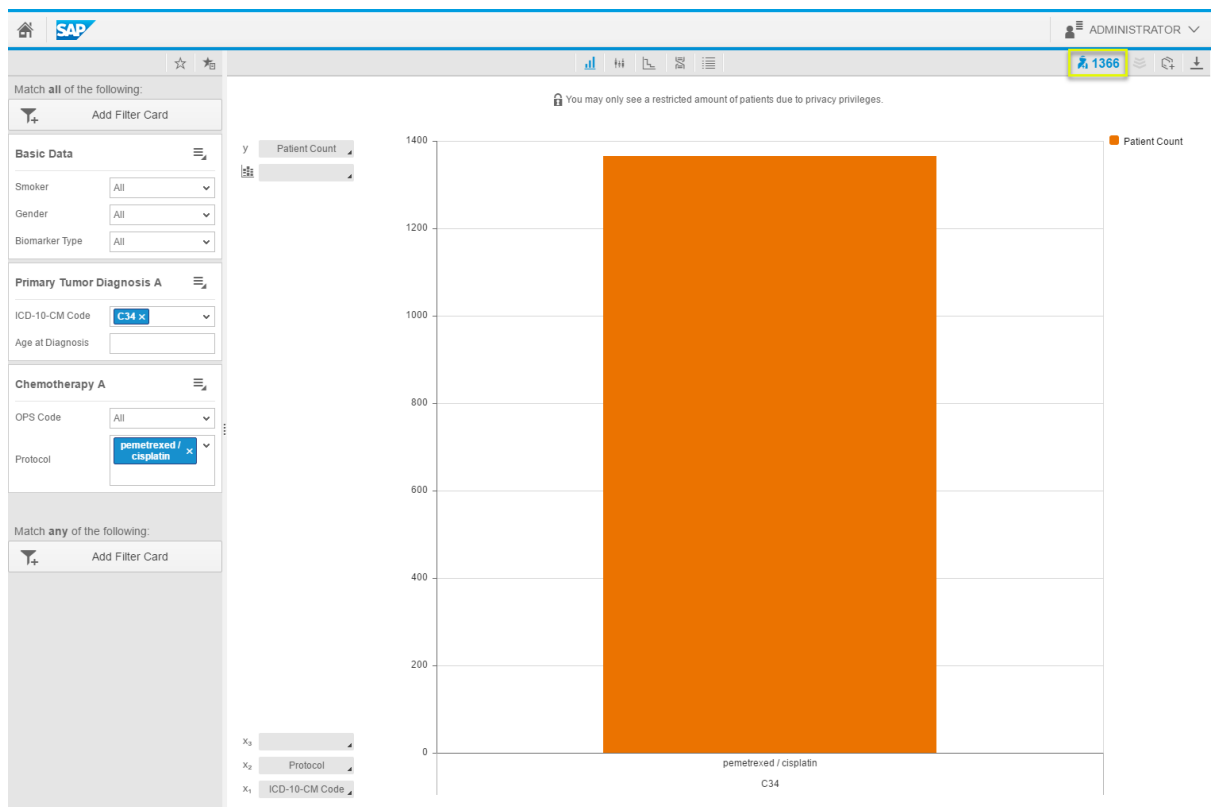 SAP
ADMINISTRATOR
1366
Match all of the following:
Add Filter Card
Basic Data
Smoker
All
Gender
All
Biomarker Type
All
Primary Tumor Diagnosis A
ICD-10-CM Code
C34 ×
Age at Diagnosis
Chemotherapy A
OPS Code
All
Protocol
pemetrexed /
cisplatin ×
Match any of the following:
Add Filter Card
You may only see a restricted amount of patients due to privacy privileges.
y Patient Count
1400
1200
1000
800
600
400
200
0
Patient Count
x₃
x₂ Protocol
x₁ ICD-10-CM Code
pemetrexed / cisplatin
C34